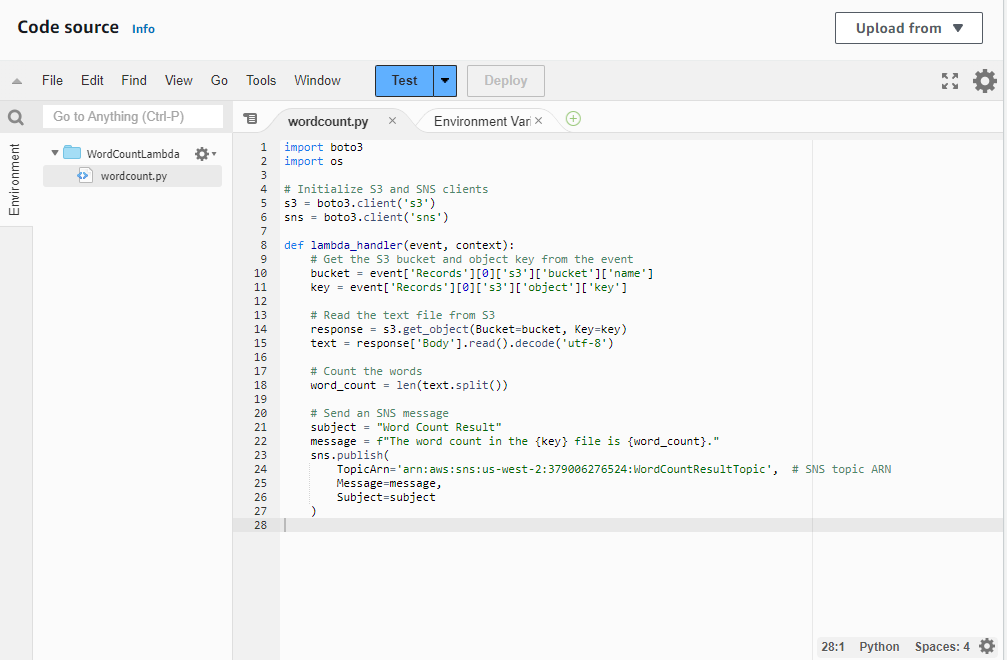 Code source Info
Upload from
File Edit Find View Go Tools Window Test Deploy
Go to Anything (Ctrl-P)
wordcount.py
Environment Vari
Environment
WordCountLambda
wordcount.py
1 import boto3
2 import os
3
4 # Initialize S3 and SNS clients
5 s3 = boto3.client('s3')
6 sns = boto3.client('sns')
7
8 def lambda_handler(event, context):
9     # Get the S3 bucket and object key from the event
10     bucket = event['Records'][0]['s3']['bucket']['name']
11     key = event['Records'][0]['s3']['object']['key']
12
13     # Read the text file from S3
14     response = s3.get_object(Bucket=bucket, Key=key)
15     text = response['Body'].read().decode('utf-8')
16
17     # Count the words
18     word_count = len(text.split())
19
20     # Send an SNS message
21     subject = "Word Count Result"
22     message = f"The word count in the {key} file is {word_count}."
23     sns.publish(
24         TopicArn='arn:aws:sns:us-west-2:379006276524:WordCountResultTopic',  # SNS topic ARN
25         Message=message,
26         Subject=subject
27     )
28
28:1 Python Spaces: 4